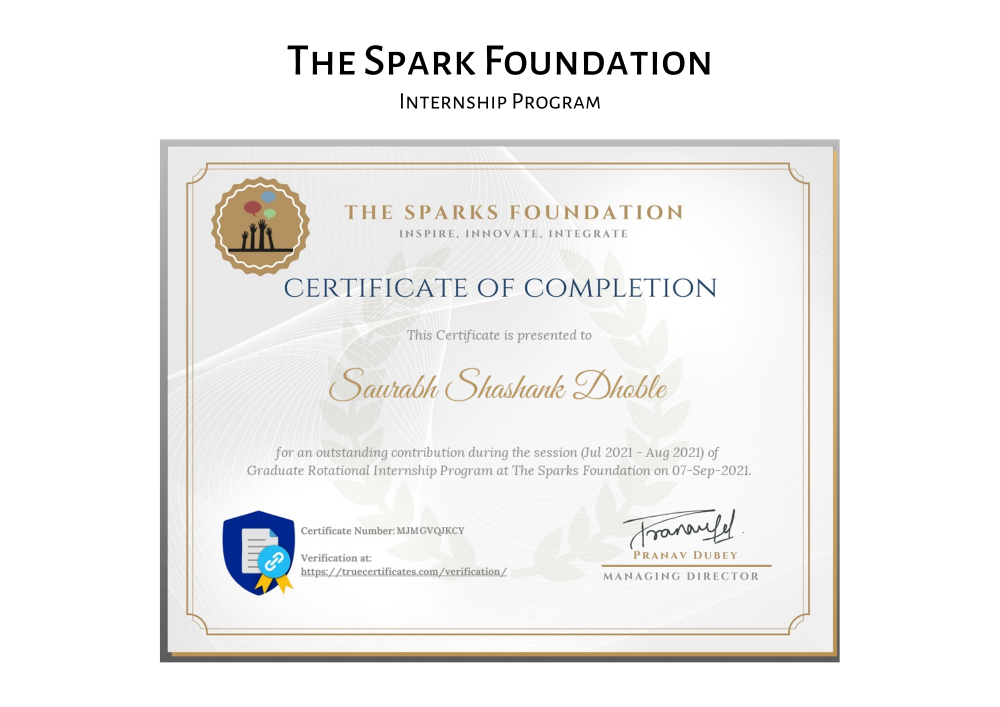 The Spark Foundation
Internship Program
THE SPARKS FOUNDATION
INSPIRE, INNOVATE, INTEGRATE
CERTIFICATE OF COMPLETION
This Certificate is presented to
Saurabh Shashank Dhoble
for an outstanding contribution during the session (Jul 2021 - Aug 2021) of
Graduate Rotational Internship Program at The Sparks Foundation on 07-Sep-2021.
Certificate Number: MJMGVQJKCY
Verification at:
https://truecertificates.com/verification/
PRANAV DUBEY
MANAGING DIRECTOR